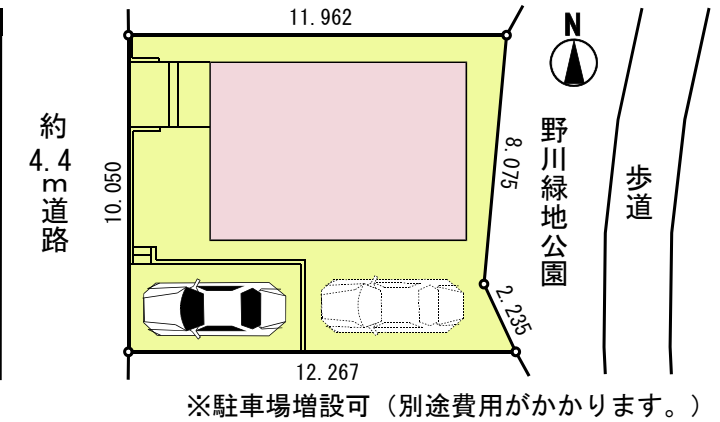 11.962
N
約4.4m道路
10.050
8.075
野川緑地公園
歩道
2.235
12.267
※駐車場増設可（別途費用がかかります。）